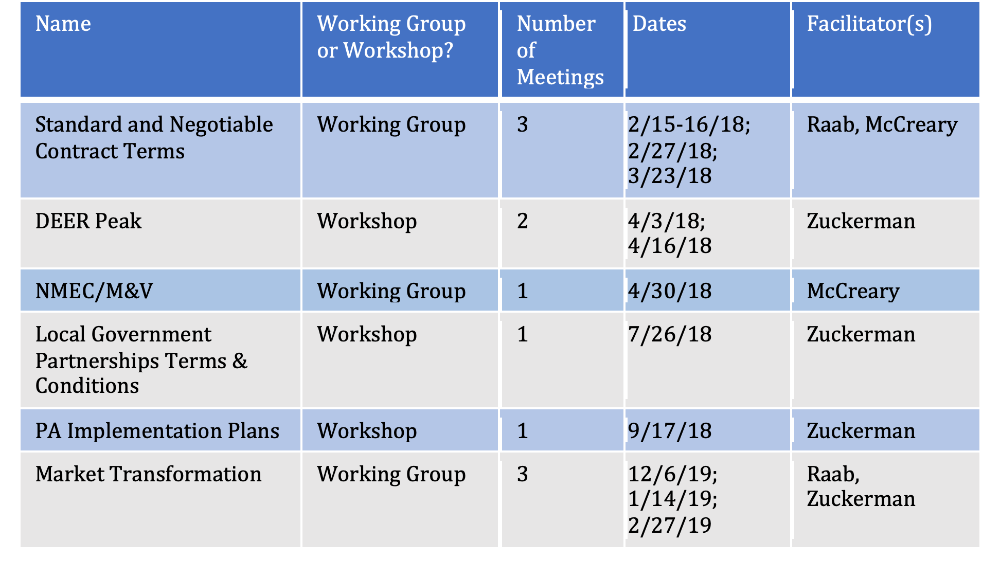 Name
Working Group
or Workshop?
Number
of
Meetings
Dates
Facilitator(s)
Standard and Negotiable
Contract Terms
Working Group
3
2/15-16/18;
2/27/18;
3/23/18
Raab, McCreary
DEER Peak
Workshop
2
4/3/18;
4/16/18
Zuckerman
NMEC/M&V
Working Group
1
4/30/18
McCreary
Local Government
Partnerships Terms &
Conditions
Workshop
1
7/26/18
Zuckerman
PA Implementation Plans
Workshop
1
9/17/18
Zuckerman
Market Transformation
Working Group
3
12/6/19;
1/14/19;
2/27/19
Raab,
Zuckerman